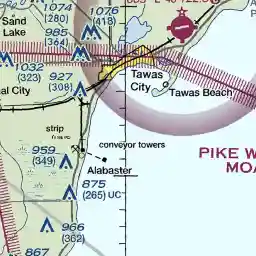 1074
(280)
1076
(418)
Sand
Lake
985
(364)
1032
(323)
927
(308)
Tawas
City
Tawas Beach
al City
strip
conveyor towers
959
(349)
Alabaster
875
(265) UC
PIKE W
MOA
966
(362)
867